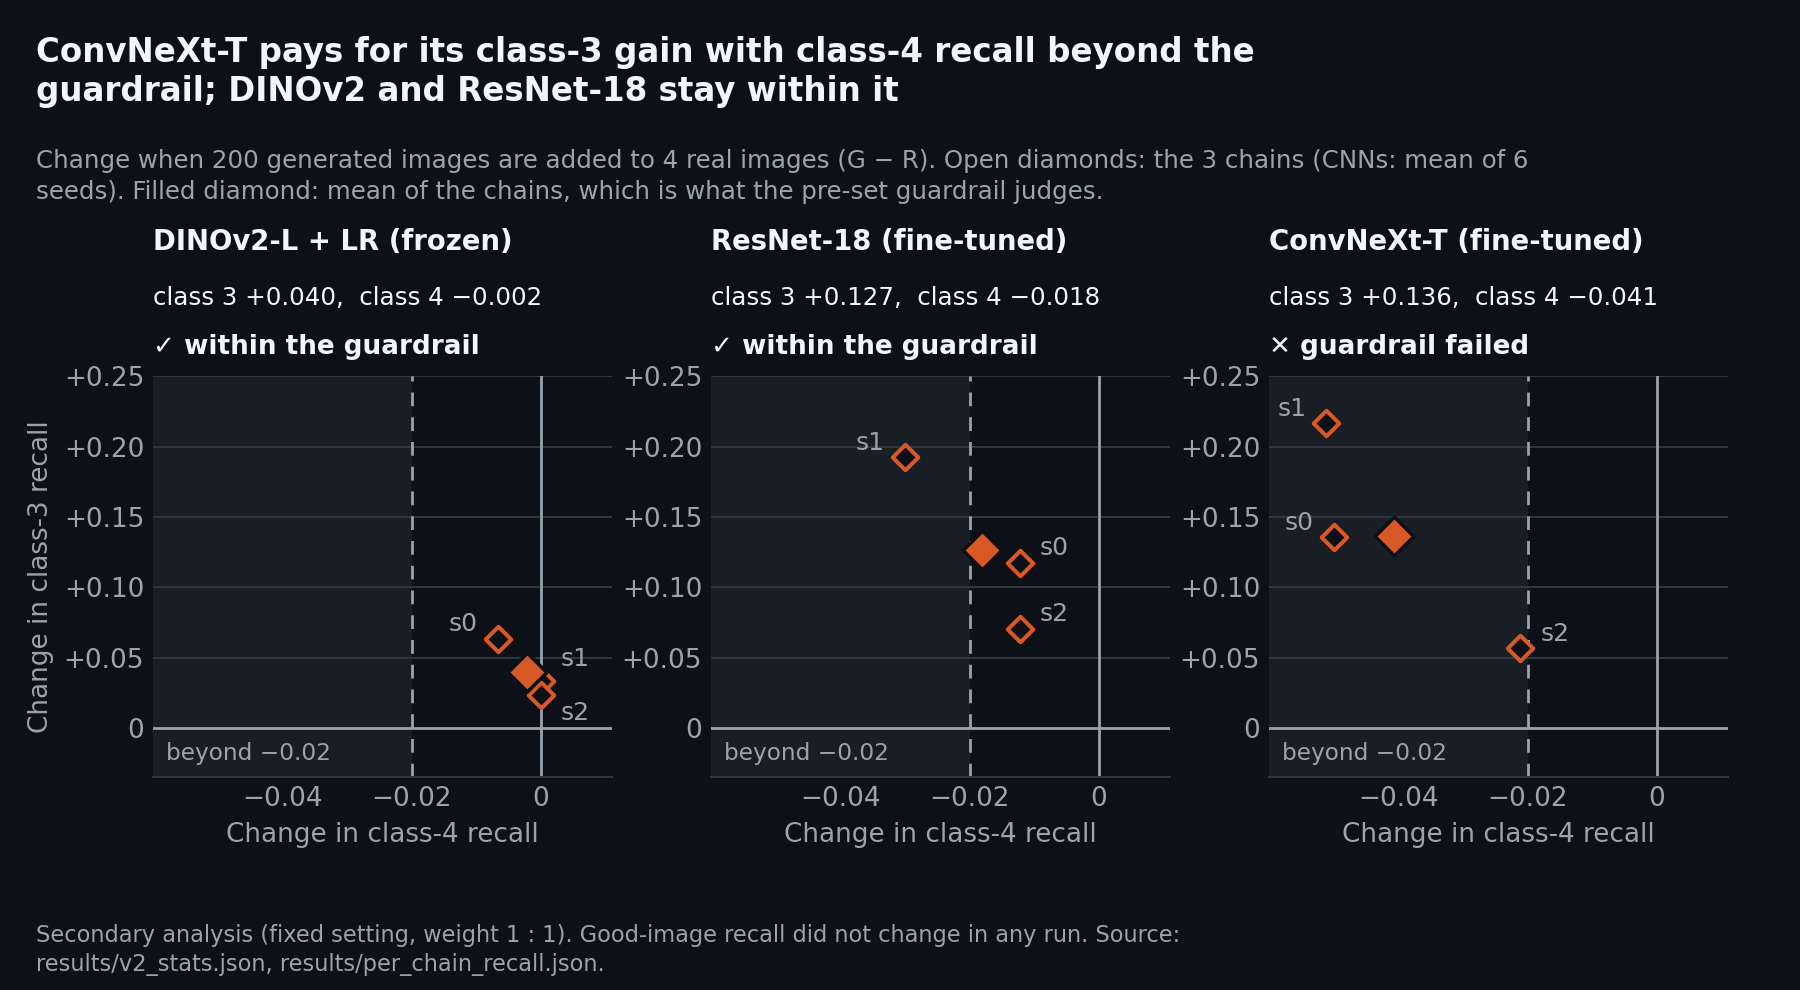 ConvNeXt-T pays for its class-3 gain with class-4 recall beyond the
guardrail; DINOv2 and ResNet-18 stay within it
Change when 200 generated images are added to 4 real images (G − R). Open diamonds: the 3 chains (CNNs: mean of 6
seeds). Filled diamond: mean of the chains, which is what the pre-set guardrail judges.
DINOv2-L + LR (frozen)
class 3 +0.040,  class 4 −0.002
✓ within the guardrail
Change in class-3 recall
+0.25
+0.20
+0.15
+0.10
+0.05
0
s0
s1
s2
beyond −0.02
−0.04
−0.02
0
Change in class-4 recall
ResNet-18 (fine-tuned)
class 3 +0.127,  class 4 −0.018
✓ within the guardrail
+0.25
+0.20
+0.15
+0.10
+0.05
0
s1
s0
s2
beyond −0.02
−0.04
−0.02
0
Change in class-4 recall
ConvNeXt-T (fine-tuned)
class 3 +0.136,  class 4 −0.041
✕ guardrail failed
+0.25
+0.20
+0.15
+0.10
+0.05
0
s1
s0
s2
beyond −0.02
−0.04
−0.02
0
Change in class-4 recall
Secondary analysis (fixed setting, weight 1 : 1). Good-image recall did not change in any run. Source:
results/v2_stats.json, results/per_chain_recall.json.